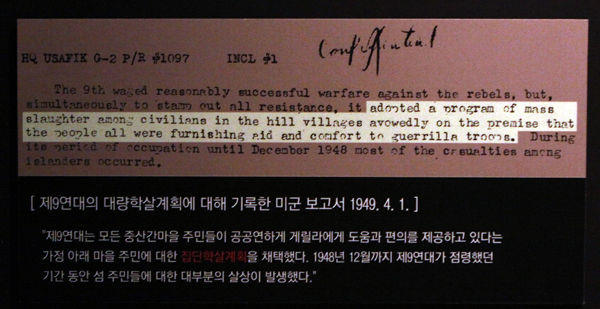 Confidential
HQ USAFIK G-2 P/R #1097 INCL #1
The 9th waged reasonably successful warfare against the rebels, but,
simultaneously to stamp out all resistance, it adopted a program of mass
slaughter among civilians in the hill villages avowedly on the premise that
the people all were furnishing aid and comfort to guerrilla troops. During
its period of occupation until December 1948 most of the casualties among
islanders occurred.
[ 제9연대의 대량학살계획에 대해 기록한 미군 보고서 1949. 4. 1. ]
"제9연대는 모든 중산간마을 주민들이 공공연하게 게릴라에게 도움과 편의를 제공하고 있다는
가정 아래 마을 주민에 대한 집단학살계획을 채택했다. 1948년 12월까지 제9연대가 점령했던
기간 동안 섬 주민들에 대한 대부분의 살상이 발생했다."